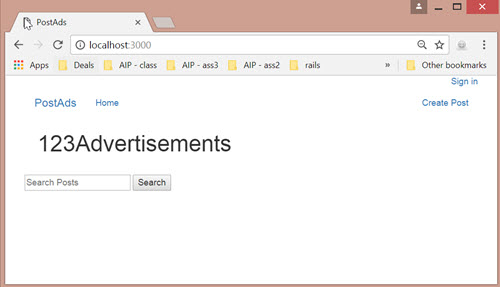 PostAds
localhost:3000
Apps Deals AIP - class AIP - ass3 AIP - ass2 rails » Other bookmarks
Sign in
PostAds Home Create Post
123Advertisements
Search Posts Search